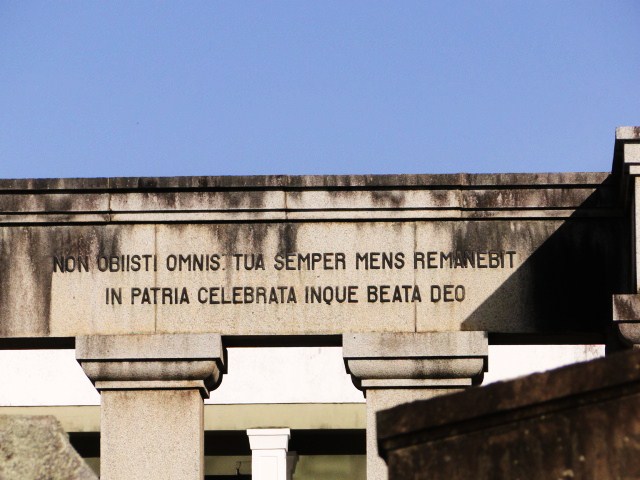 NON OBIISTI OMNIS. TUA SEMPER MENS REMANEBIT
IN PATRIA CELEBRATA INQUE BEATA DEO